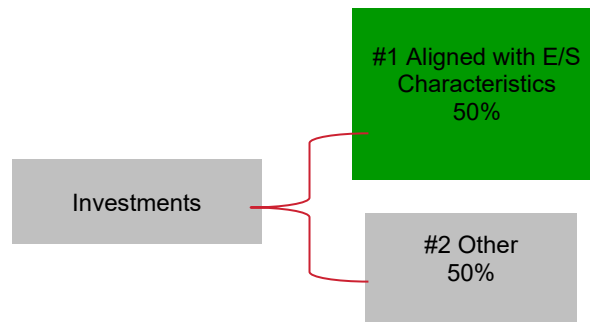 #1 Aligned with E/S
Characteristics
50%
Investments
#2 Other
50%